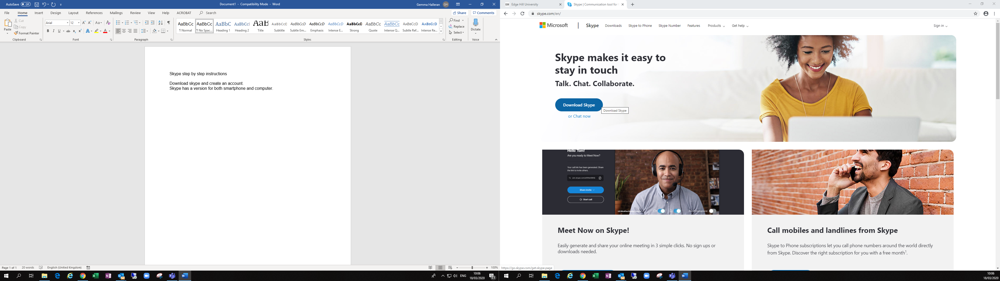 AutoSave Off
Document1 - Compatibility Mode - Word
Gemma Halleran GH
File Home Insert Design Layout References Mailings Review View Help ACROBAT Search
Share Comments
Paste
Cut
Copy
Format Painter
Clipboard
Arial 12
Font
Paragraph
AaBbCc AaBbCc AaBbC AaBbCc AaB AaBbCcD AaBbCcD AaBbCcD AaBbCcD AaBbCcD AaBbCc AaBbCc AaBbCcD AaBbCcD
¶ Normal ¶ No Spac... Heading 1 Heading 2 Title Subtitle Subtle Em... Emphasis Intense E... Strong Quote Intense Q... Subtle Ref... Intense Re...
Styles
Find
Replace
Select
Editing
Dictate
Voice
Skype step by step instructions
Download skype and create an account.
Skype has a version for both smartphone and computer.
Page 1 of 1 20 words English (United Kingdom) 100%
ENG
10:06
18/03/2020
23
EH Edge Hill University
Skype | Communication tool for
skype.com/en/
Microsoft Skype Downloads Skype to Phone Skype Number Features Products Get help Sign in
Skype makes it easy to
stay in touch
Talk. Chat. Collaborate.
Download Skype
Download Skype
or Chat now
Hello Tom!
Are you ready to Meet Now?
Your call link has been generated. Share
the link to invite others.
Share invite
Start call
Meet Now on Skype!
Easily generate and share your online meeting in 3 simple clicks. No sign ups or
downloads needed.
Call mobiles and landlines from Skype
Skype to Phone subscriptions let you call phone numbers around the world directly
from Skype. Discover the right subscription for you with a free month1.
https://go.skype.com/get.skype.page
10:06
18/03/2020